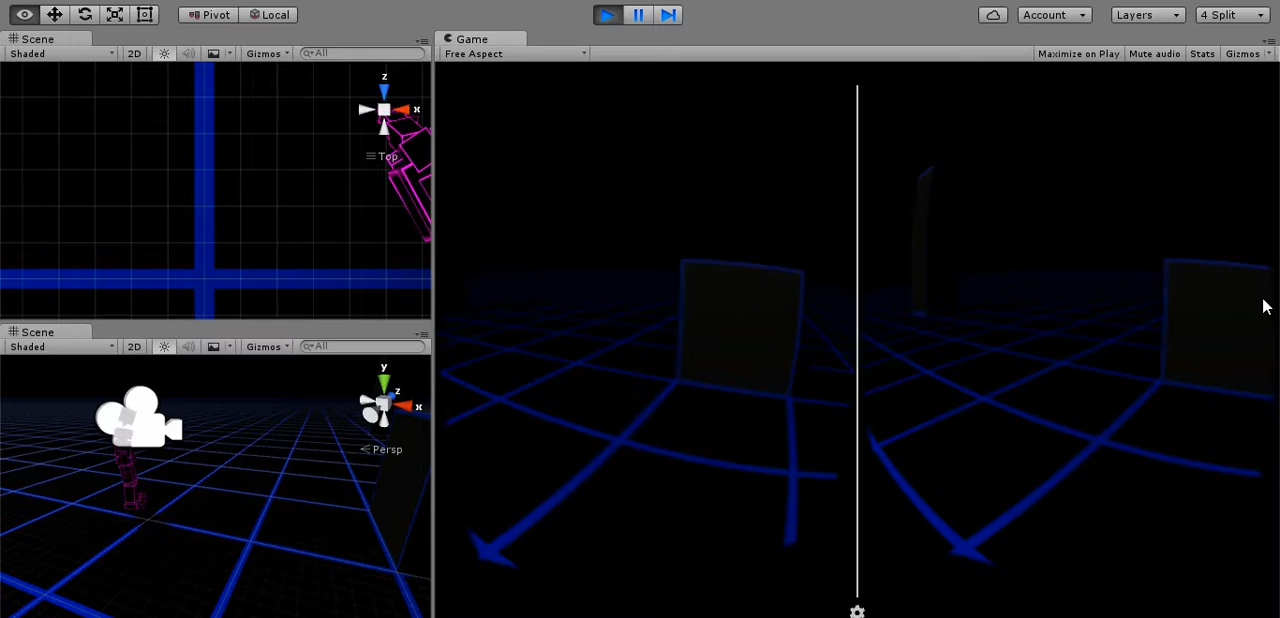 Pivot Local Account Layers 4 Split
Scene
Shaded 2D Gizmos All
z
x
Top
Scene
Shaded 2D Gizmos All
y
z
x
Persp
Game
Free Aspect Maximize on Play Mute audio Stats Gizmos